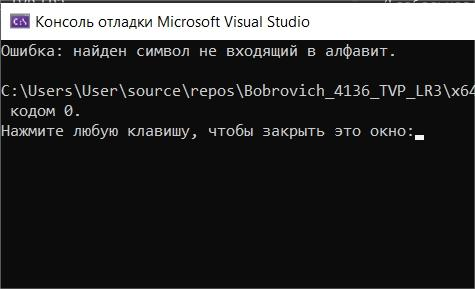 Консоль отладки Microsoft Visual Studio
Ошибка: найден символ не входящий в алфавит.
C:\Users\User\source\repos\Bobrovich_4136_TVP_LR3\x64
кодом 0.
Нажмите любую клавишу, чтобы закрыть это окно: